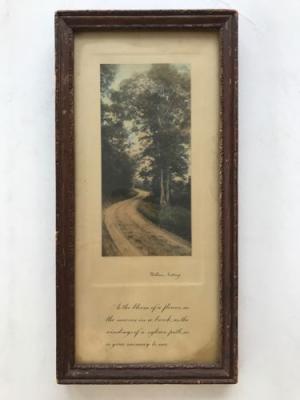 Wallace Nutting
As the bloom of a flower, as
the in a brook, as the
windings of a sylvan path, so
is your memory to me.